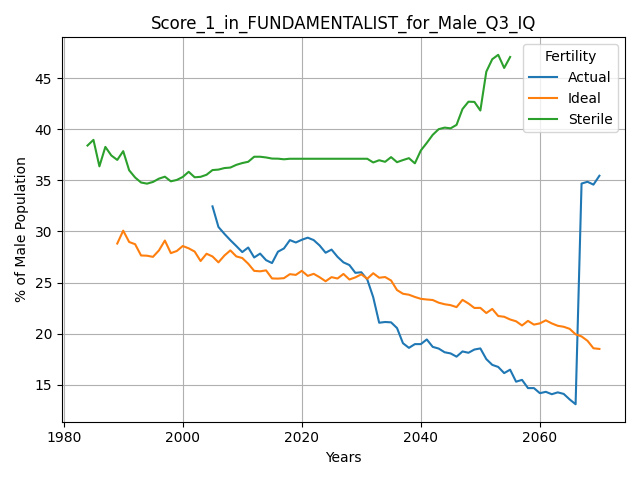 Score_1_in_FUNDAMENTALIST_for_Male_Q3_IQ
Fertility
Actual
Ideal
Sterile
% of Male Population
45
40
35
30
25
20
15
1980
2000
2020
2040
2060
Years